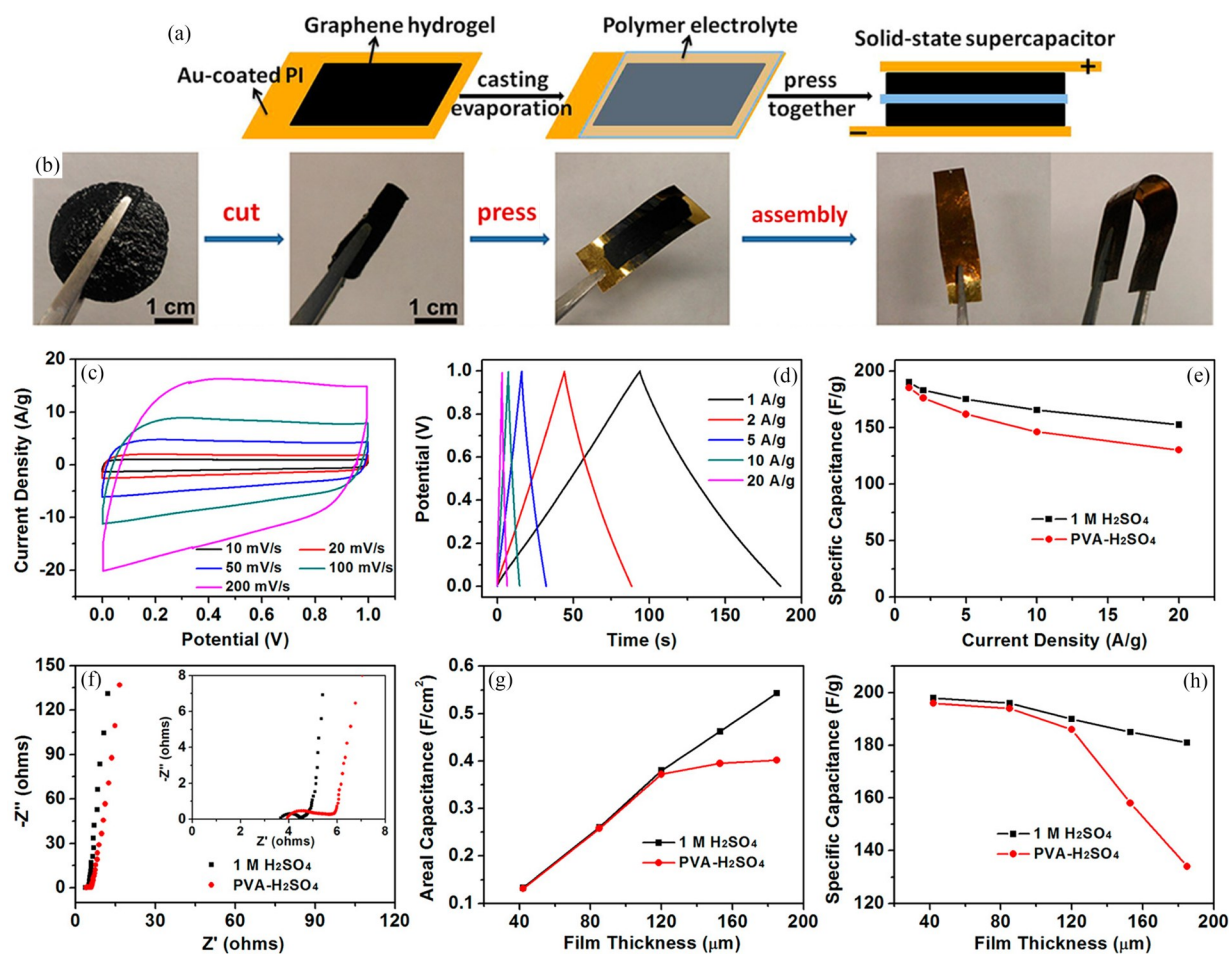 (a)
Graphene hydrogel
Polymer electrolyte
Solid-state supercapacitor
Au-coated PI
casting
evaporation
press
together
+
−
(b)
cut
press
assembly
1 cm
1 cm
(c)
Current Density (A/g)
20
10
0
-10
-20
10 mV/s 20 mV/s
50 mV/s 100 mV/s
200 mV/s
0.0 0.2 0.4 0.6 0.8 1.0
Potential (V)
(d)
Potential (V)
1.0
0.8
0.6
0.4
0.2
0.0
1 A/g
2 A/g
5 A/g
10 A/g
20 A/g
0 50 100 150 200
Time (s)
(e)
Specific Capacitance (F/g)
200
150
100
50
0
1 M H₂SO₄
PVA-H₂SO₄
0 5 10 15 20
Current Density (A/g)
(f)
-Z'' (ohms)
150
120
90
60
30
0
-Z'' (ohms)
8
6
4
2
0
0 2 4 6 8
Z' (ohms)
1 M H₂SO₄
PVA-H₂SO₄
0 30 60 90 120
Z' (ohms)
(g)
Areal Capacitance (F/cm²)
0.6
0.5
0.4
0.3
0.2
0.1
1 M H₂SO₄
PVA-H₂SO₄
40 80 120 160 200
Film Thickness (μm)
(h)
Specific Capacitance (F/g)
200
180
160
140
120
1 M H₂SO₄
PVA-H₂SO₄
40 80 120 160 200
Film Thickness (μm)